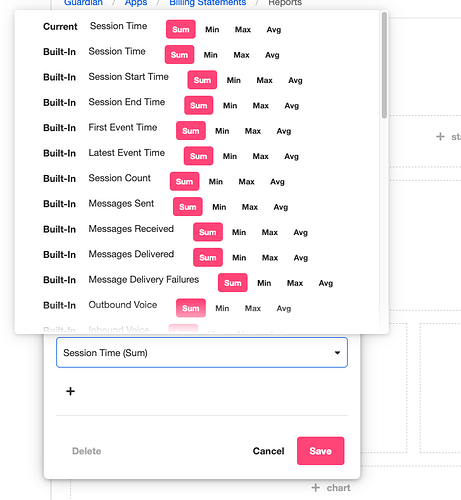 Guardian / Apps / Billing Statements / Reports
Current Session Time Sum Min Max Avg
Built-In Session Time Sum Min Max Avg
Built-In Session Start Time Sum Min Max Avg
Built-In Session End Time Sum Min Max Avg
Built-In First Event Time Sum Min Max Avg
Built-In Latest Event Time Sum Min Max Avg
Built-In Session Count Sum Min Max Avg
Built-In Messages Sent Sum Min Max Avg
Built-In Messages Received Sum Min Max Avg
Built-In Messages Delivered Sum Min Max Avg
Built-In Message Delivery Failures Sum Min Max Avg
Built-In Outbound Voice Sum Min Max Avg
Built-In Inbound Voice
Session Time (Sum)
+
Delete Cancel Save
+ sta
+ chart